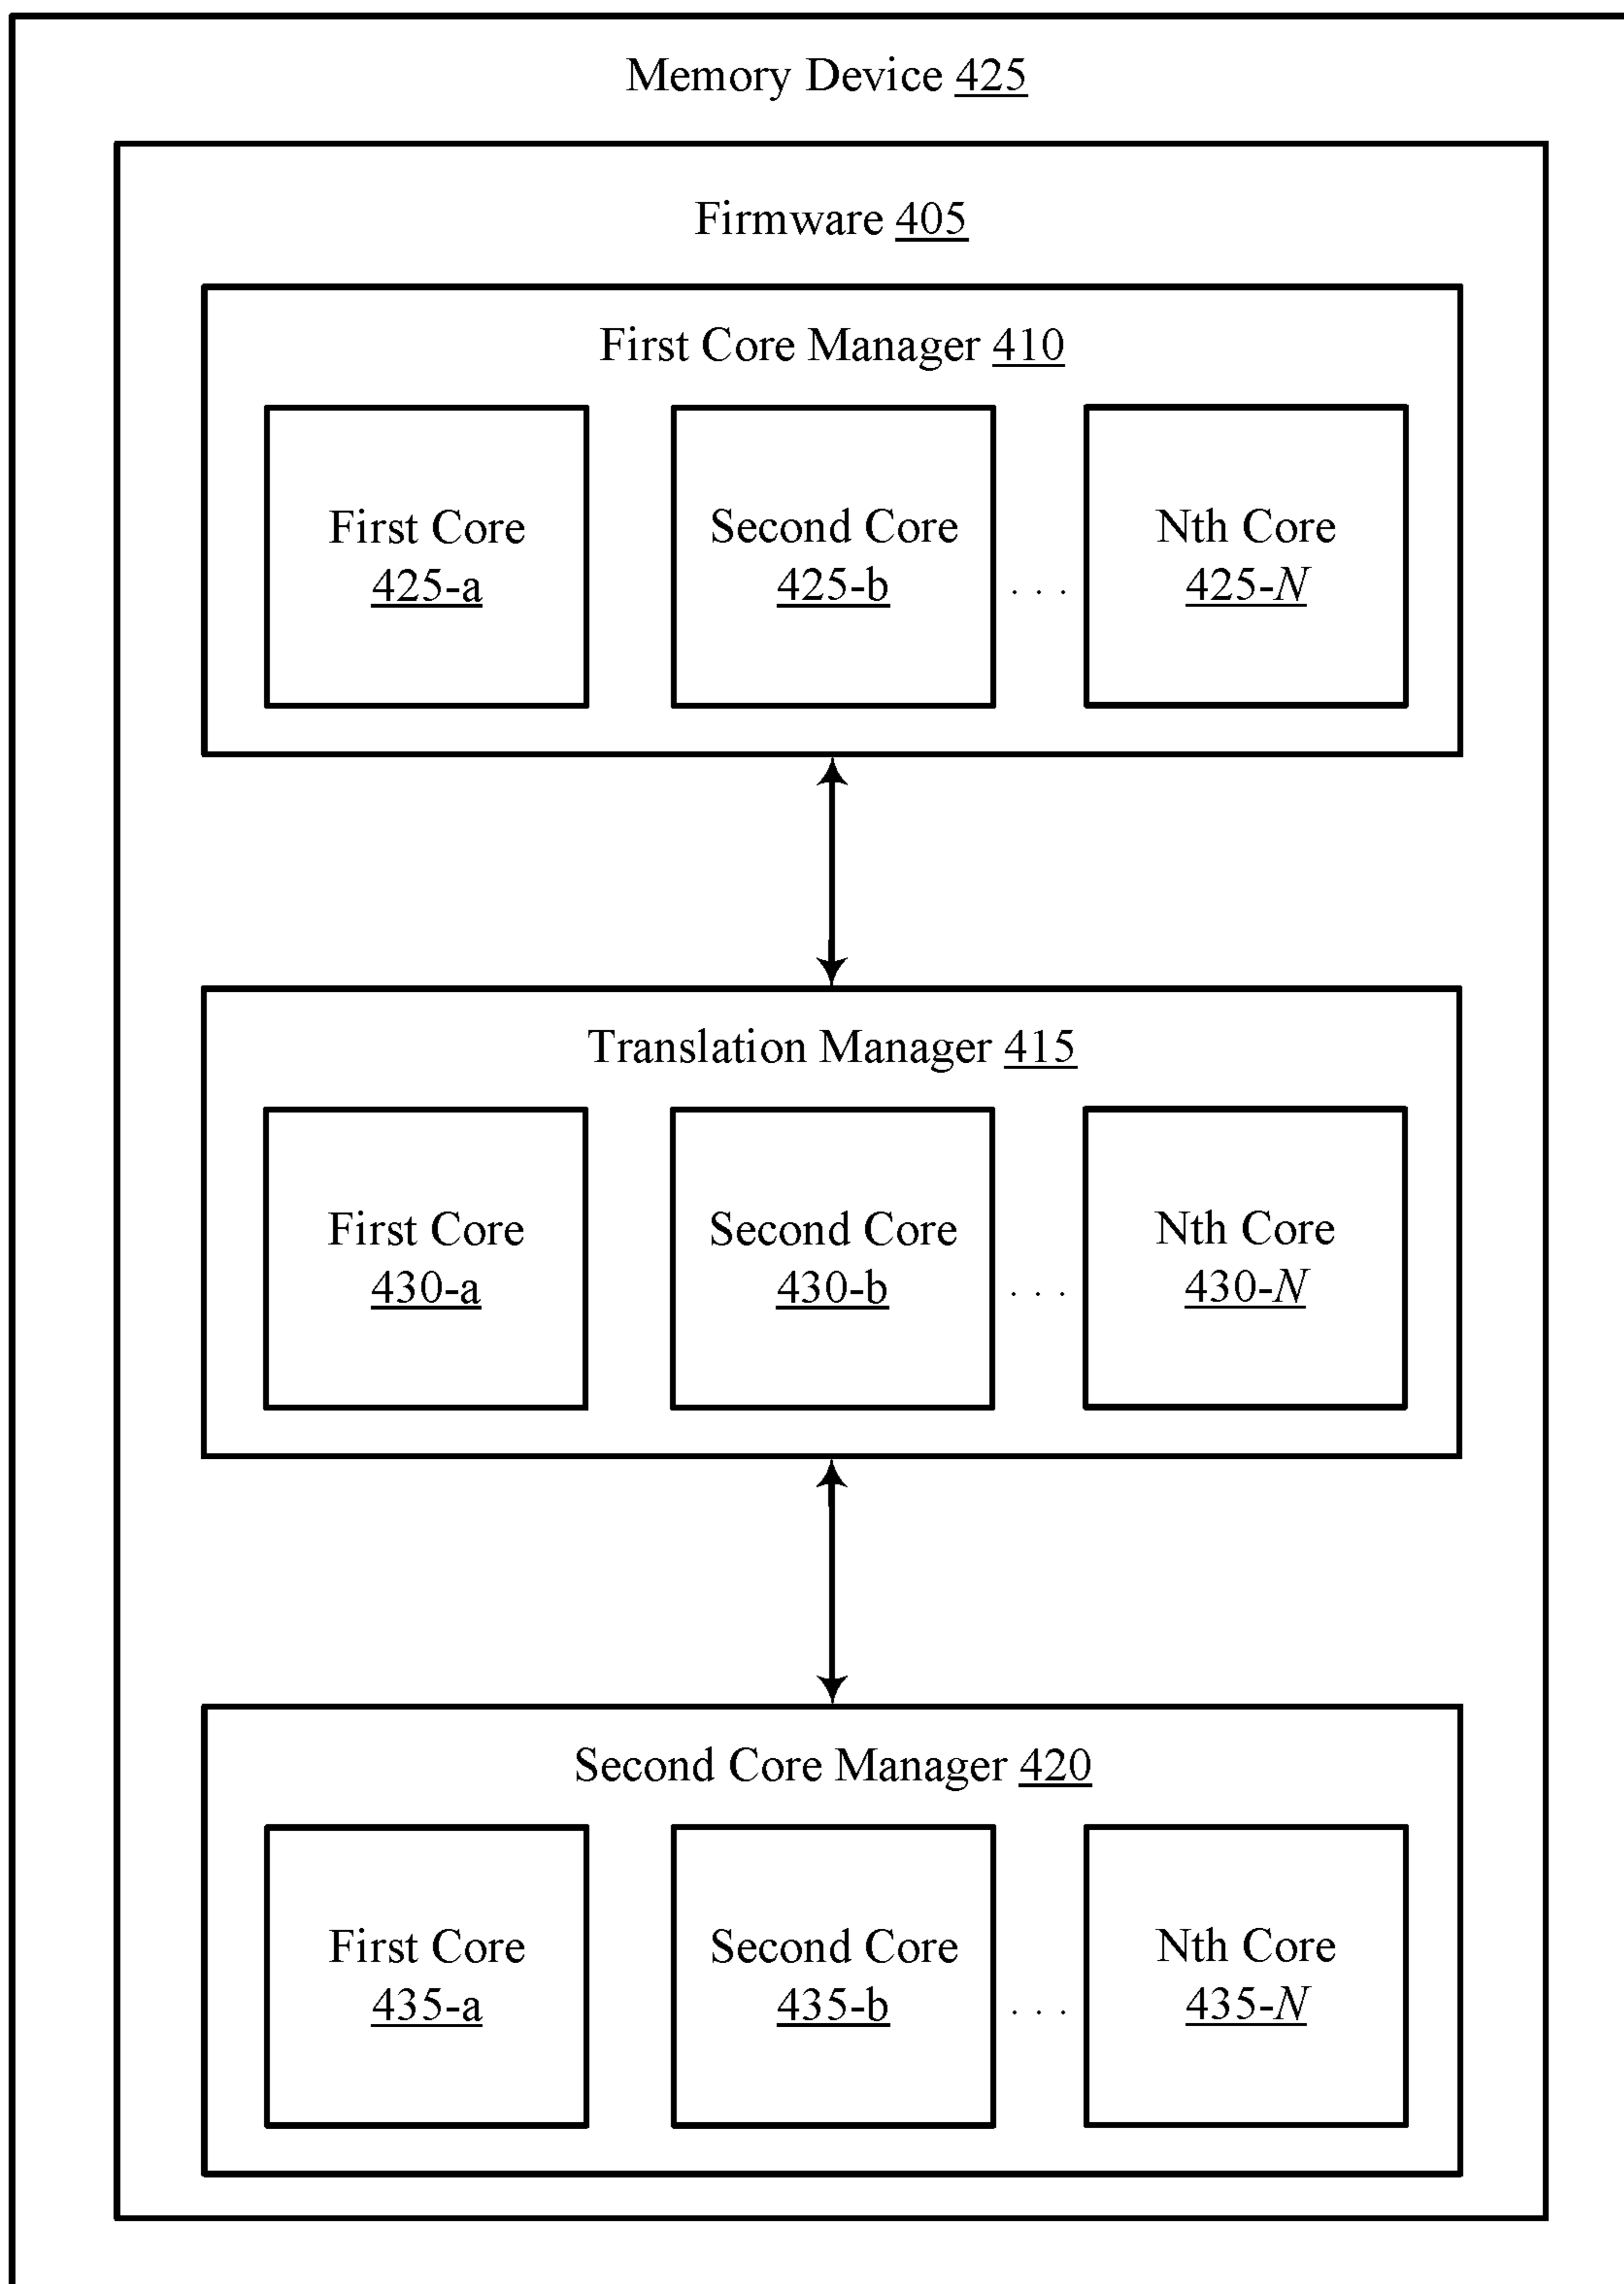 Memory Device 425
Firmware 405
First Core Manager 410
First Core
425-a
Second Core
425-b
. . .
Nth Core
425-N
Translation Manager 415
First Core
430-a
Second Core
430-b
. . .
Nth Core
430-N
Second Core Manager 420
First Core
435-a
Second Core
435-b
. . .
Nth Core
435-N